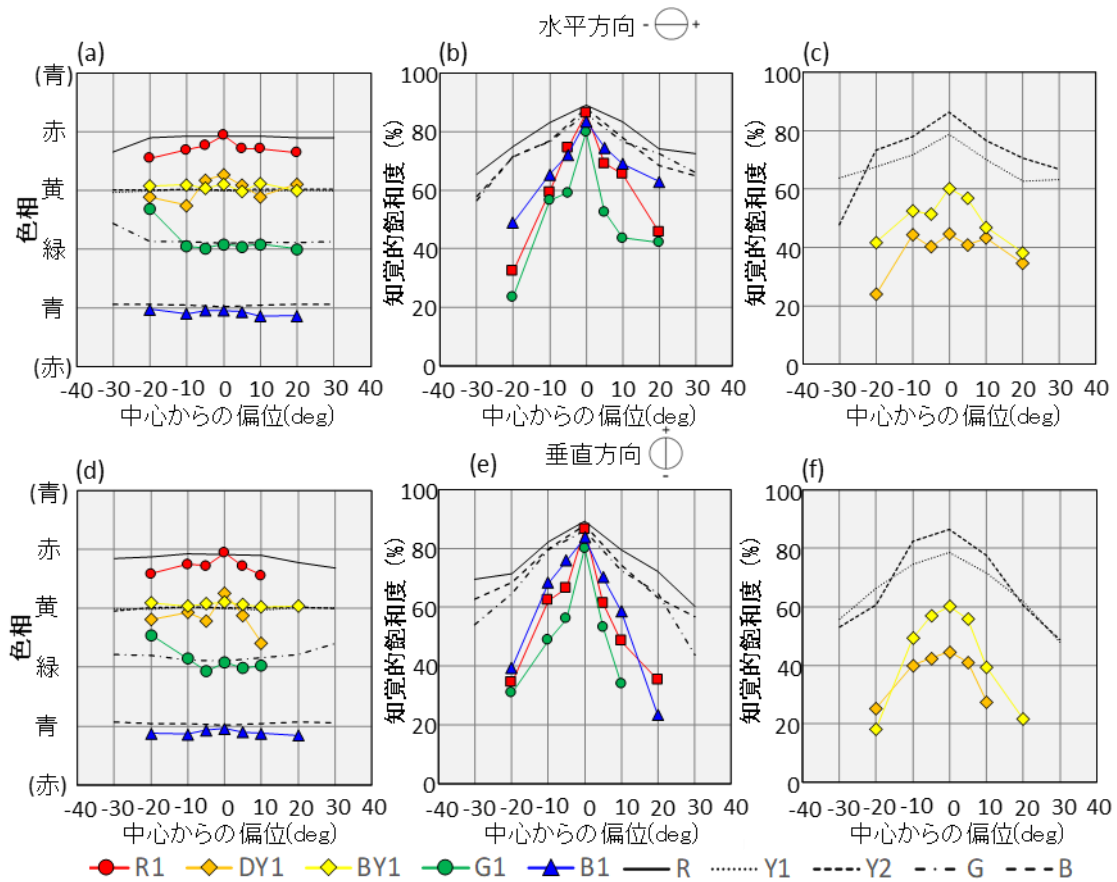 水平方向 - +
(a)
(b)
(c)
(青)
赤
黄
緑
青
(赤)
色相
-40 -30 -20 -10 0 10 20 30 40
中心からの偏位(deg)
100
80
60
40
20
0
知覚的飽和度 (%)
-40 -30 -20 -10 0 10 20 30 40
中心からの偏位(deg)
100
80
60
40
20
0
知覚的飽和度 (%)
-40 -30 -20 -10 0 10 20 30 40
中心からの偏位(deg)
垂直方向 + -
(d)
(e)
(f)
(青)
赤
黄
緑
青
(赤)
色相
-40 -30 -20 -10 0 10 20 30 40
中心からの偏位(deg)
100
80
60
40
20
0
知覚的飽和度 (%)
-40 -30 -20 -10 0 10 20 30 40
中心からの偏位(deg)
100
80
60
40
20
0
知覚的飽和度 (%)
-40 -30 -20 -10 0 10 20 30 40
中心からの偏位(deg)
R1 DY1 BY1 G1 B1 R Y1 Y2 G B